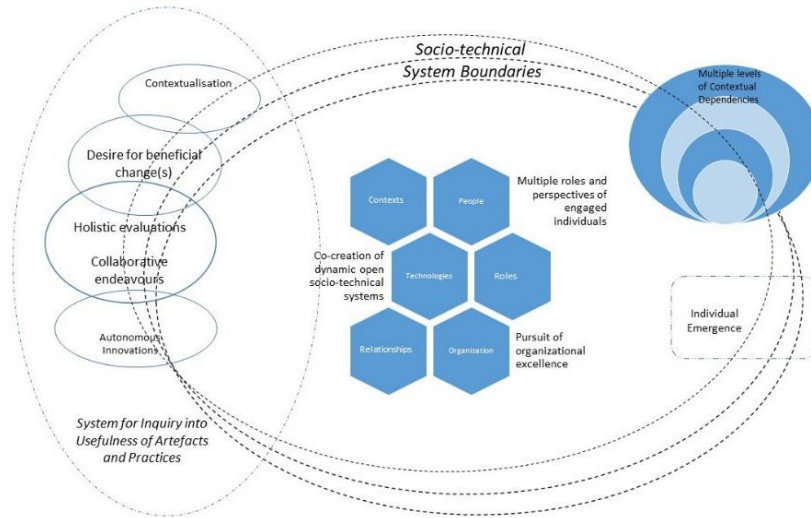 Socio-technical
System Boundaries
Contextualisation
Desire for beneficial
change(s)
Holistic evaluations
Collaborative
endeavours
Autonomous
Innovations
System for Inquiry into
Usefulness of Artefacts
and Practices
Contexts
People
Multiple roles and
perspectives of
engaged
individuals
Co-creation of
dynamic open
socio-technical
systems
Technologies
Roles
Relationships
Organization
Pursuit of
organizational
excellence
Multiple levels
of Contextual
Dependencies
Individual
Emergence